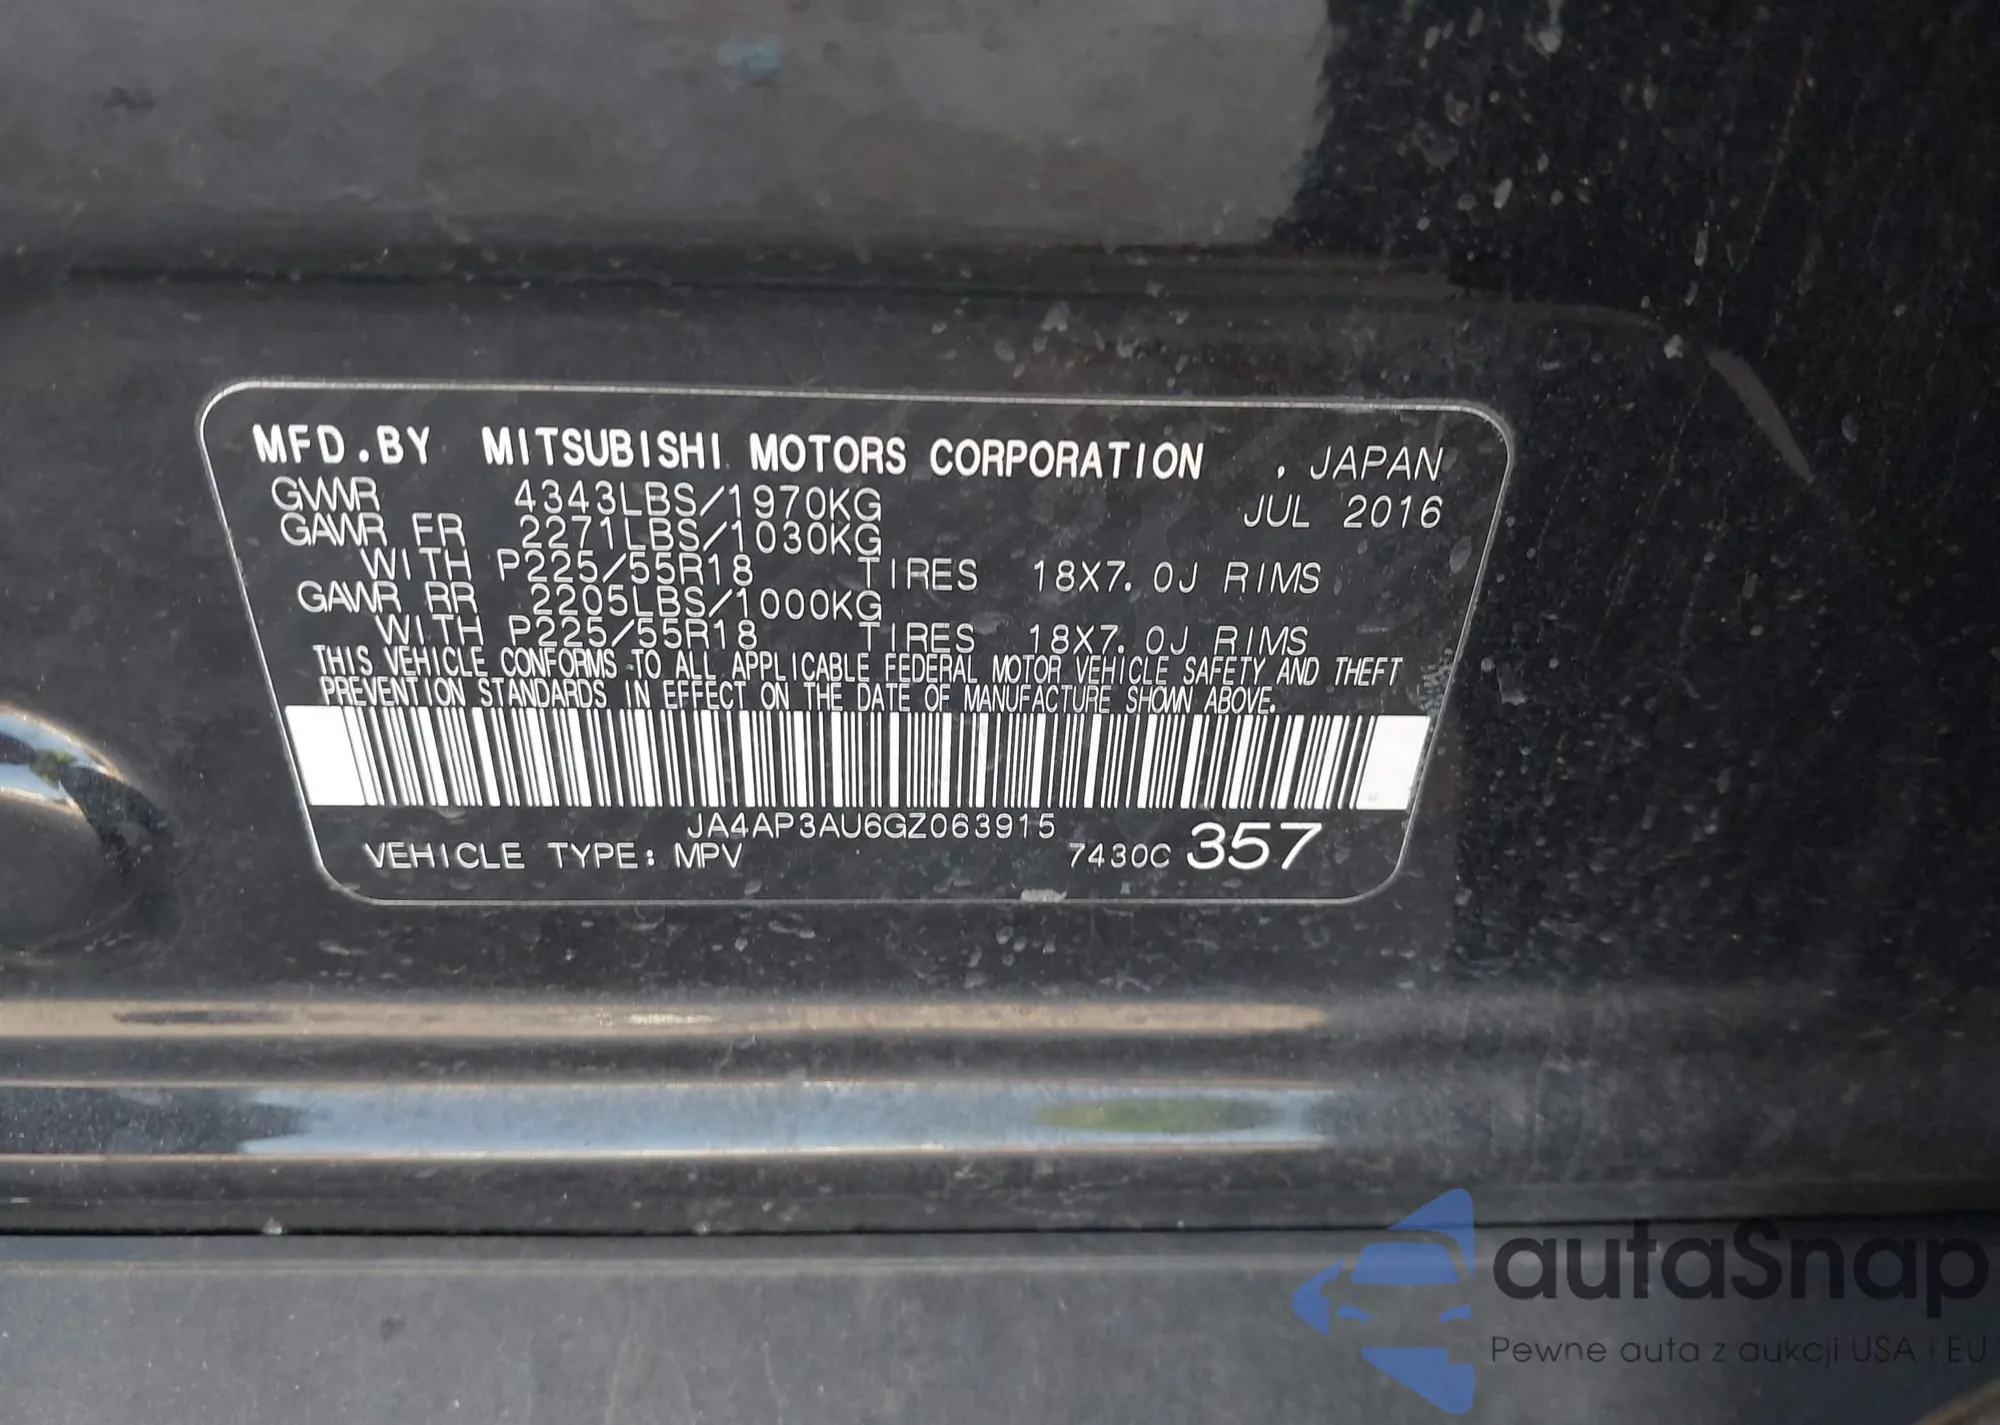 MFD.BY MITSUBISHI MOTORS CORPORATION , JAPAN
GVWR 4343LBS/1970KG JUL 2016
GAWR FR 2271LBS/1030KG
WITH P225/55R18 TIRES 18X7.0J RIMS
GAWR RR 2205LBS/1000KG
WITH P225/55R18 TIRES 18X7.0J RIMS
THIS VEHICLE CONFORMS TO ALL APPLICABLE FEDERAL MOTOR VEHICLE SAFETY AND THEFT
PREVENTION STANDARDS IN EFFECT ON THE DATE OF MANUFACTURE SHOWN ABOVE.
JA4AP3AU6GZ063915
VEHICLE TYPE: MPV 7430C 357
autaSnap
Pewne auta z aukcji USA i EU